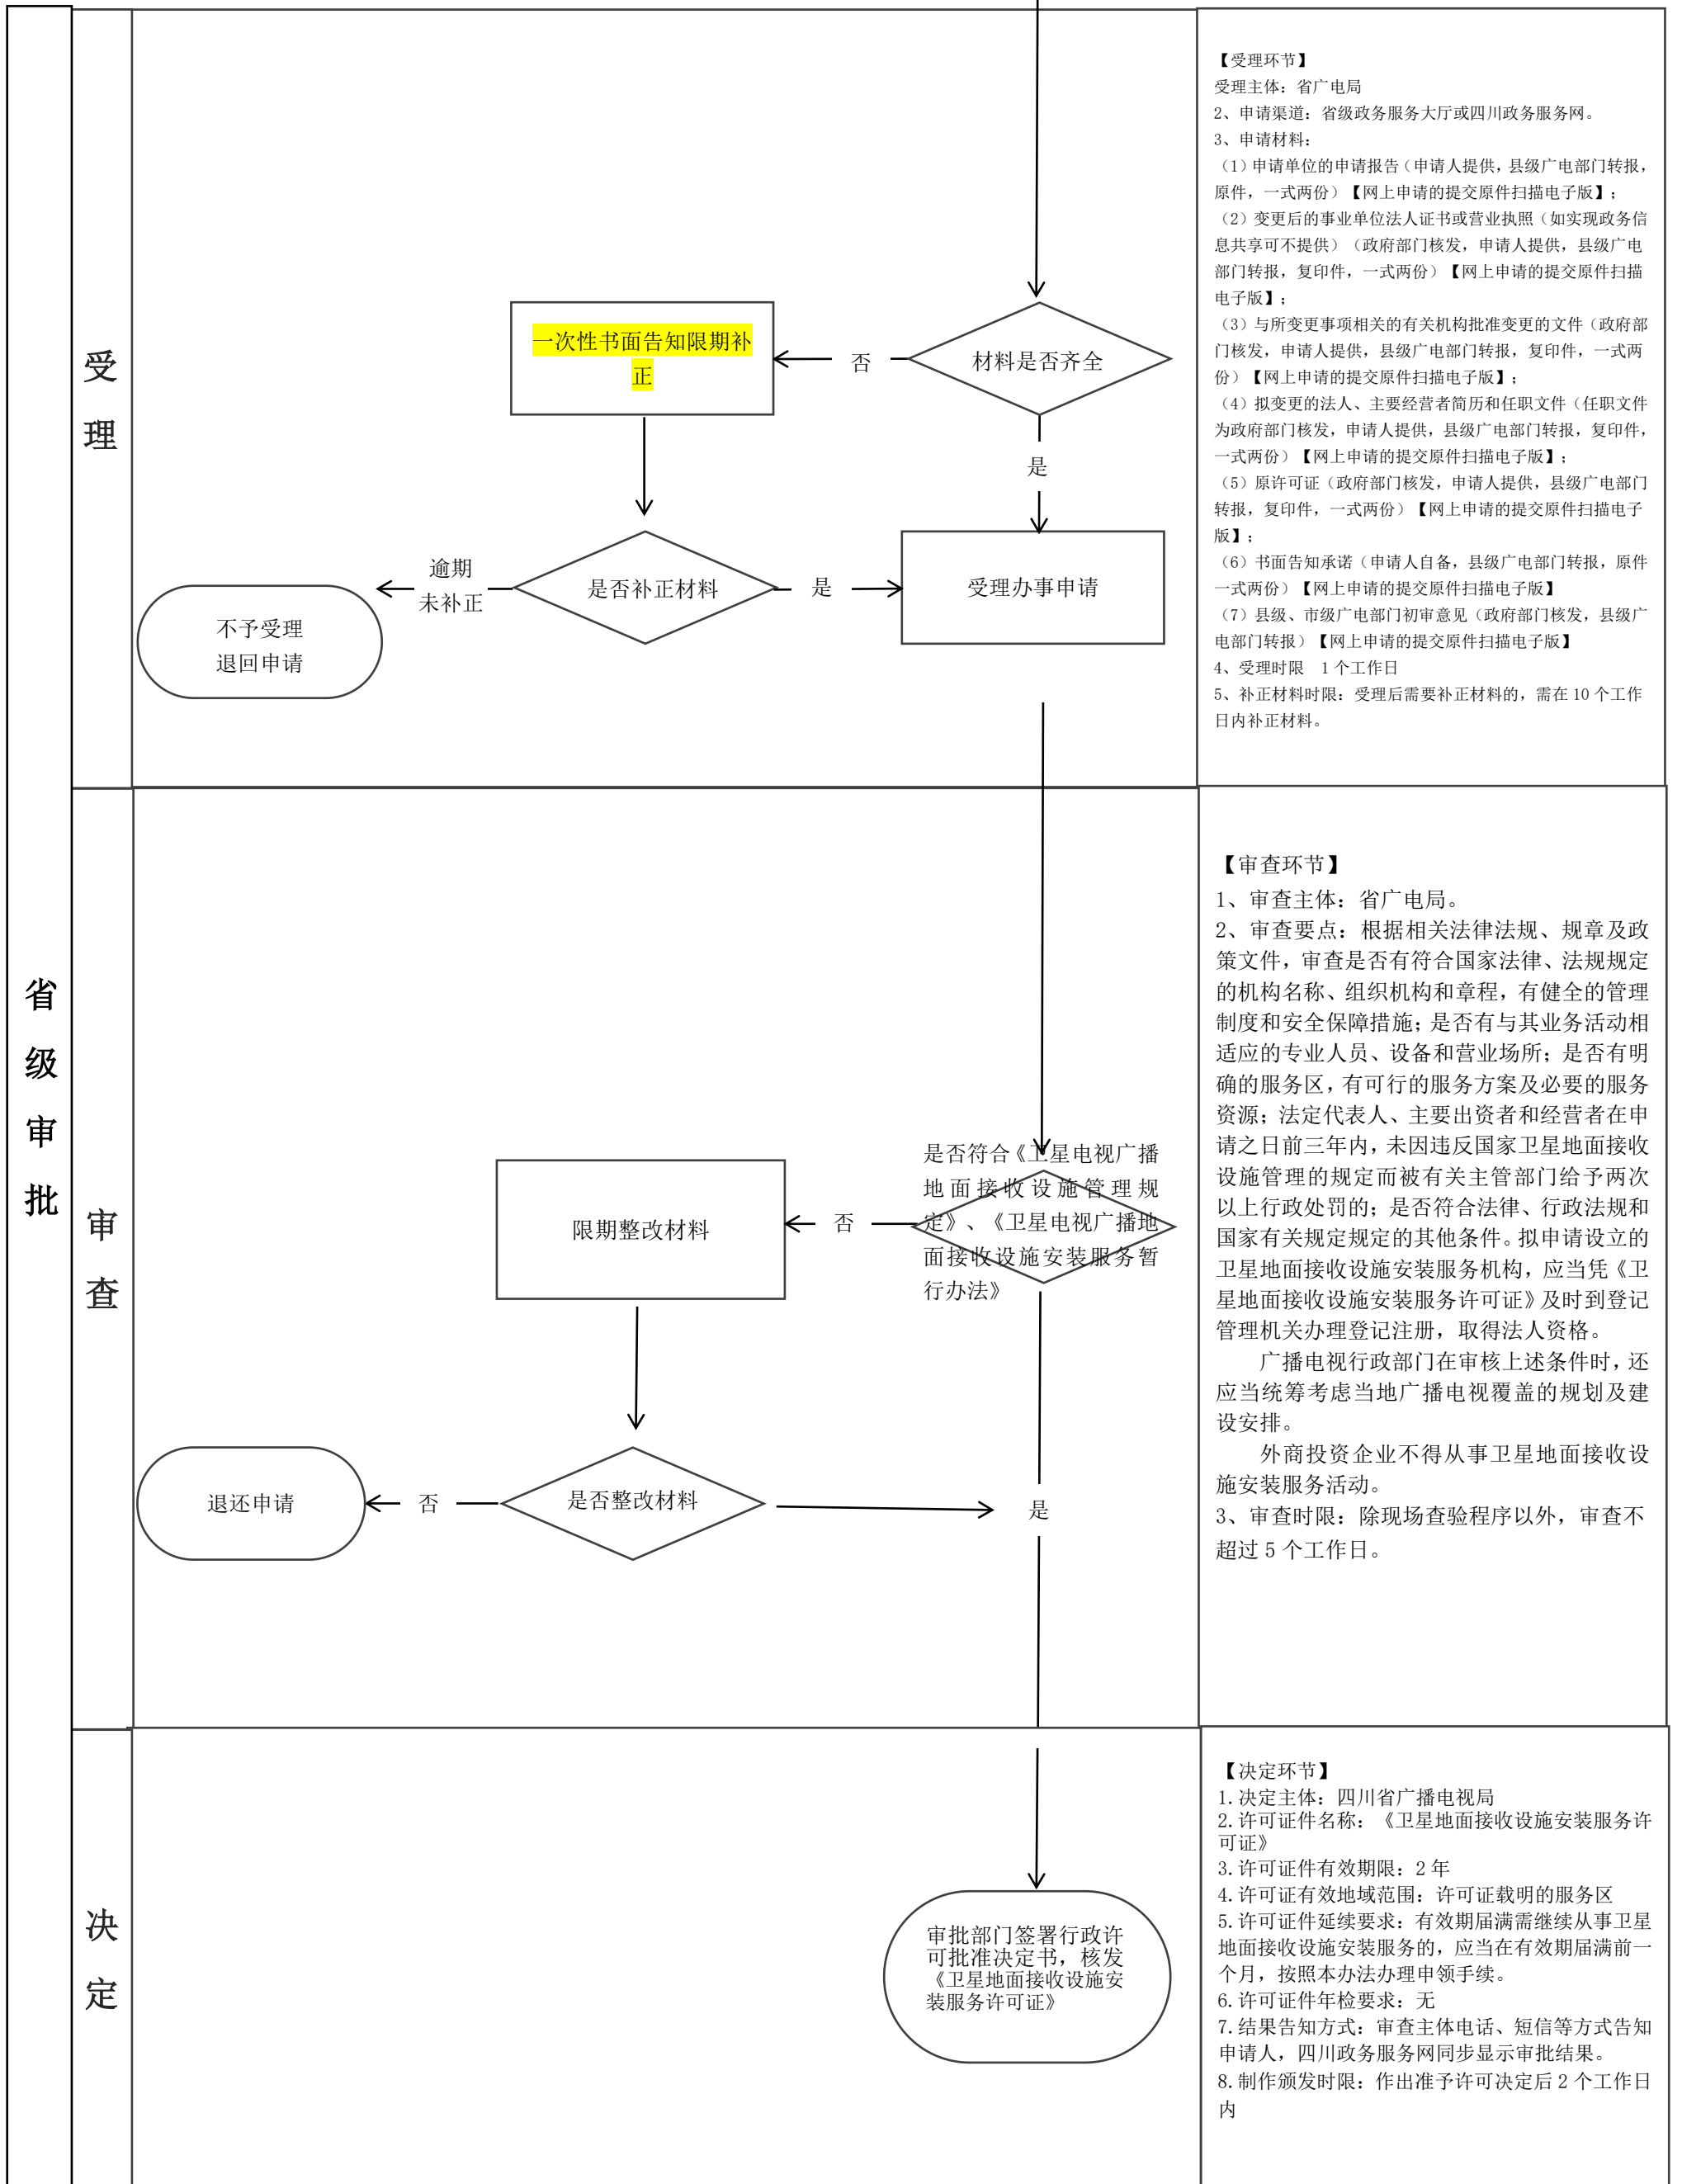 省
级
审
批
受
理
一次性书面告知限期补
正
否
材料是否齐全
是
逾期
未补正
是否补正材料
是
受理办事申请
不予受理
退回申请
【受理环节】
受理主体：省广电局
2、申请渠道：省级政务服务大厅或四川政务服务网。
3、申请材料：
（1）申请单位的申请报告（申请人提供，县级广电部门转报，
原件，一式两份）【网上申请的提交原件扫描电子版】；
（2）变更后的事业单位法人证书或营业执照（如实现政务信
息共享可不提供）（政府部门核发，申请人提供，县级广电
部门转报，复印件，一式两份）【网上申请的提交原件扫描
电子版】；
（3）与所变更事项相关的有关机构批准变更的文件（政府部
门核发，申请人提供，县级广电部门转报，复印件，一式两
份）【网上申请的提交原件扫描电子版】；
（4）拟变更的法人、主要经营者简历和任职文件（任职文件
为政府部门核发，申请人提供，县级广电部门转报，复印件，
一式两份）【网上申请的提交原件扫描电子版】；
（5）原许可证（政府部门核发，申请人提供，县级广电部门
转报，复印件，一式两份）【网上申请的提交原件扫描电子
版】；
（6）书面告知承诺（申请人自备，县级广电部门转报，原件
一式两份）【网上申请的提交原件扫描电子版】
（7）县级、市级广电部门初审意见（政府部门核发，县级广
电部门转报）【网上申请的提交原件扫描电子版】
4、受理时限　1 个工作日
5、补正材料时限：受理后需要补正材料的，需在 10 个工作
日内补正材料。
审
查
是否符合《卫星电视广播
地面接收设施管理规
定》、《卫星电视广播地
面接收设施安装服务暂
行办法》
否
限期整改材料
退还申请
否
是否整改材料
是
【审查环节】
1、审查主体：省广电局。
2、审查要点：根据相关法律法规、规章及政
策文件，审查是否有符合国家法律、法规规定
的机构名称、组织机构和章程，有健全的管理
制度和安全保障措施；是否有与其业务活动相
适应的专业人员、设备和营业场所；是否有明
确的服务区，有可行的服务方案及必要的服务
资源；法定代表人、主要出资者和经营者在申
请之日前三年内，未因违反国家卫星地面接收
设施管理的规定而被有关主管部门给予两次
以上行政处罚的；是否符合法律、行政法规和
国家有关规定规定的其他条件。拟申请设立的
卫星地面接收设施安装服务机构，应当凭《卫
星地面接收设施安装服务许可证》及时到登记
管理机关办理登记注册，取得法人资格。
广播电视行政部门在审核上述条件时，还
应当统筹考虑当地广播电视覆盖的规划及建
设安排。
外商投资企业不得从事卫星地面接收设
施安装服务活动。
3、审查时限：除现场查验程序以外，审查不
超过 5 个工作日。
决
定
审批部门签署行政许
可批准决定书，核发
《卫星地面接收设施安
装服务许可证》
【决定环节】
1.决定主体：四川省广播电视局
2.许可证件名称：《卫星地面接收设施安装服务许
可证》
3.许可证件有效期限：2 年
4.许可证有效地域范围：许可证载明的服务区
5.许可证件延续要求：有效期届满需继续从事卫星
地面接收设施安装服务的，应当在有效期届满前一
个月，按照本办法办理申领手续。
6.许可证件年检要求：无
7.结果告知方式：审查主体电话、短信等方式告知
申请人，四川政务服务网同步显示审批结果。
8.制作颁发时限：作出准予许可决定后 2 个工作日
内